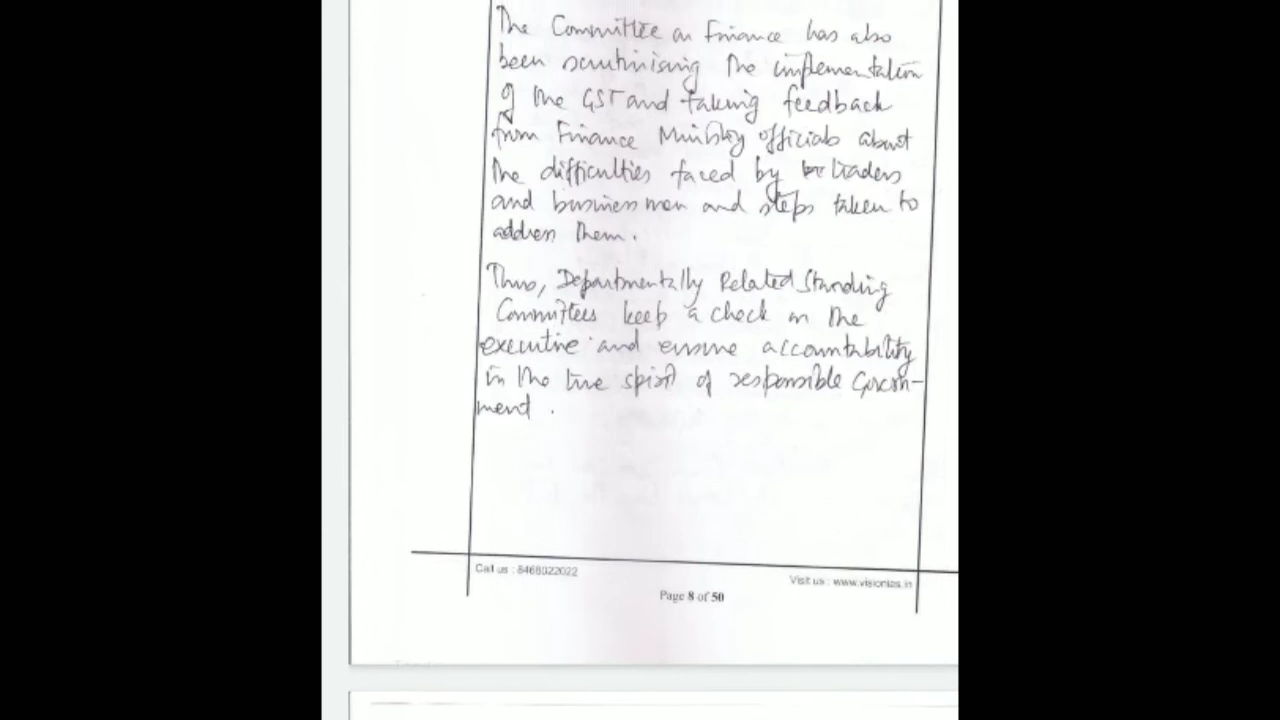 The Committee on Finance has also
been scrutinising the implementation
of the GST and taking feedback
from Finance Ministry officials about
the difficulties faced by traders
and businessmen and steps taken to
address them.
Thus, Departmentally Related Standing
Committees keep a check on the
executive and ensure accountability
in the true spirit of responsible Govern-
ment.
Call us : 8468022022
Visit us : www.visionias.in
Page 8 of 50